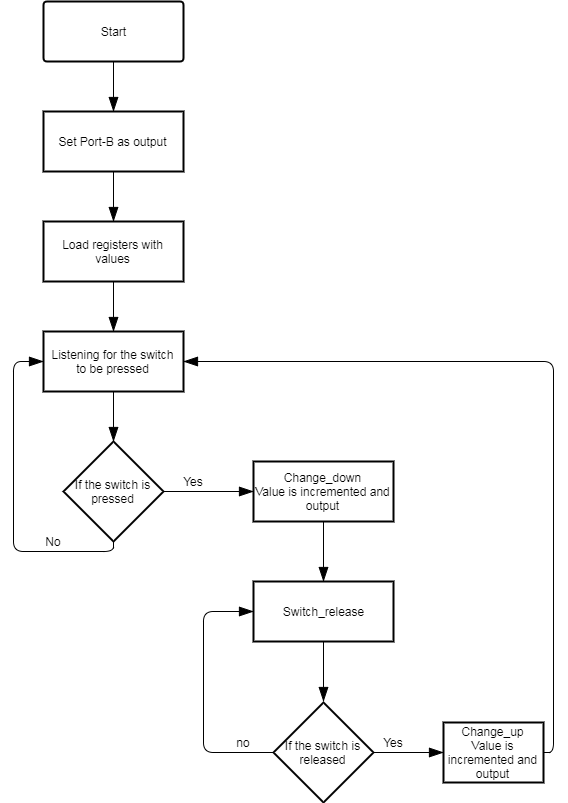 Start
Set Port-B as output
Load registers with
values
Listening for the switch
to be pressed
If the switch is
pressed
Yes
No
Change_down
Value is incremented and
output
Switch_release
If the switch is
released
no
Yes
Change_up
Value is
incremented and
output